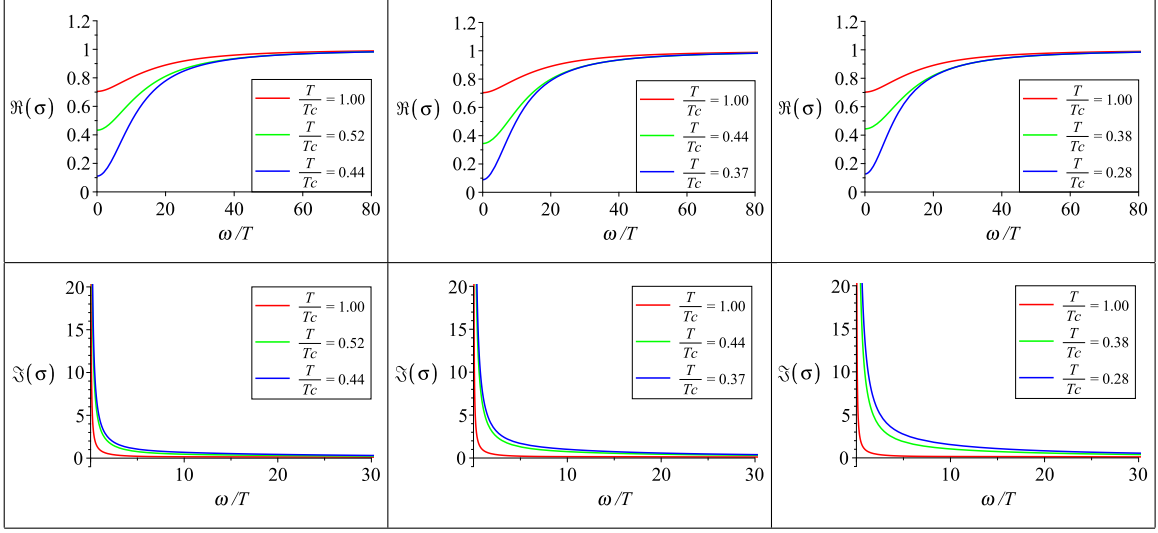 1.2
1
0.8
0.6
0.4
0.2
0
ℜ(σ)
T/Tc = 1.00
T/Tc = 0.52
T/Tc = 0.44
0 20 40 60 80
ω/T
1.2
1
0.8
0.6
0.4
0.2
0
ℜ(σ)
T/Tc = 1.00
T/Tc = 0.44
T/Tc = 0.37
0 20 40 60 80
ω/T
1.2
1
0.8
0.6
0.4
0.2
0
ℜ(σ)
T/Tc = 1.00
T/Tc = 0.38
T/Tc = 0.28
0 20 40 60 80
ω/T
20
15
10
5
0
ℑ(σ)
T/Tc = 1.00
T/Tc = 0.52
T/Tc = 0.44
10 20 30
ω/T
20
15
10
5
0
ℑ(σ)
T/Tc = 1.00
T/Tc = 0.44
T/Tc = 0.37
10 20 30
ω/T
20
15
10
5
0
ℑ(σ)
T/Tc = 1.00
T/Tc = 0.38
T/Tc = 0.28
10 20 30
ω/T